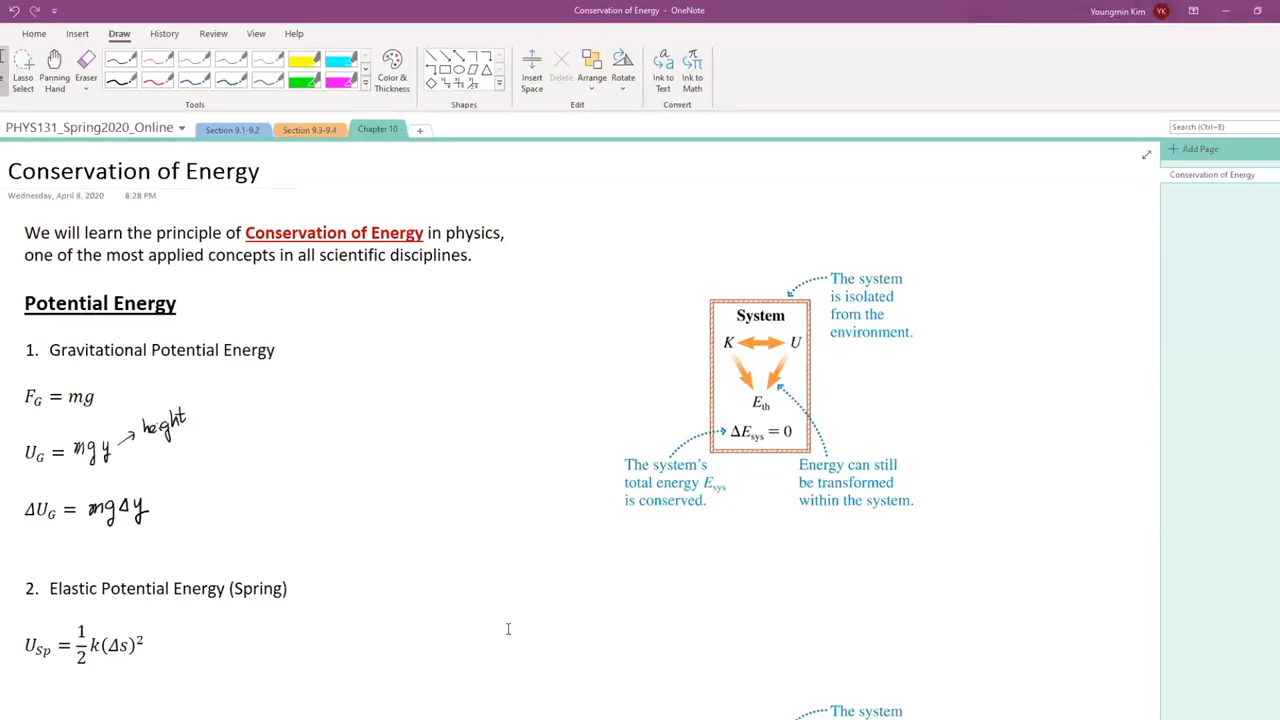 Conservation of Energy - OneNote
Youngmin Kim
YK
Home Insert Draw History Review View Help
Lasso Select
Panning Hand
Eraser
Color & Thickness
Insert Space
Delete
Arrange
Rotate
Ink to Text
Ink to Math
Tools
Shapes
Edit
Convert
PHYS131_Spring2020_Online
Section 9.1-9.2
Section 9.3-9.4
Chapter 10
Search (Ctrl+E)
Add Page
Conservation of Energy
Conservation of Energy
Wednesday, April 8, 2020 8:28 PM
We will learn the principle of Conservation of Energy in physics,
one of the most applied concepts in all scientific disciplines.
Potential Energy
1. Gravitational Potential Energy
F_G = mg
U_G = mgy → height
ΔU_G = mgΔy
2. Elastic Potential Energy (Spring)
U_Sp = 1/2 k(Δs)²
The system
is isolated
from the
environment.
System
K U
E_th
ΔE_sys = 0
The system's
total energy E_sys
is conserved.
Energy can still
be transformed
within the system.
The system